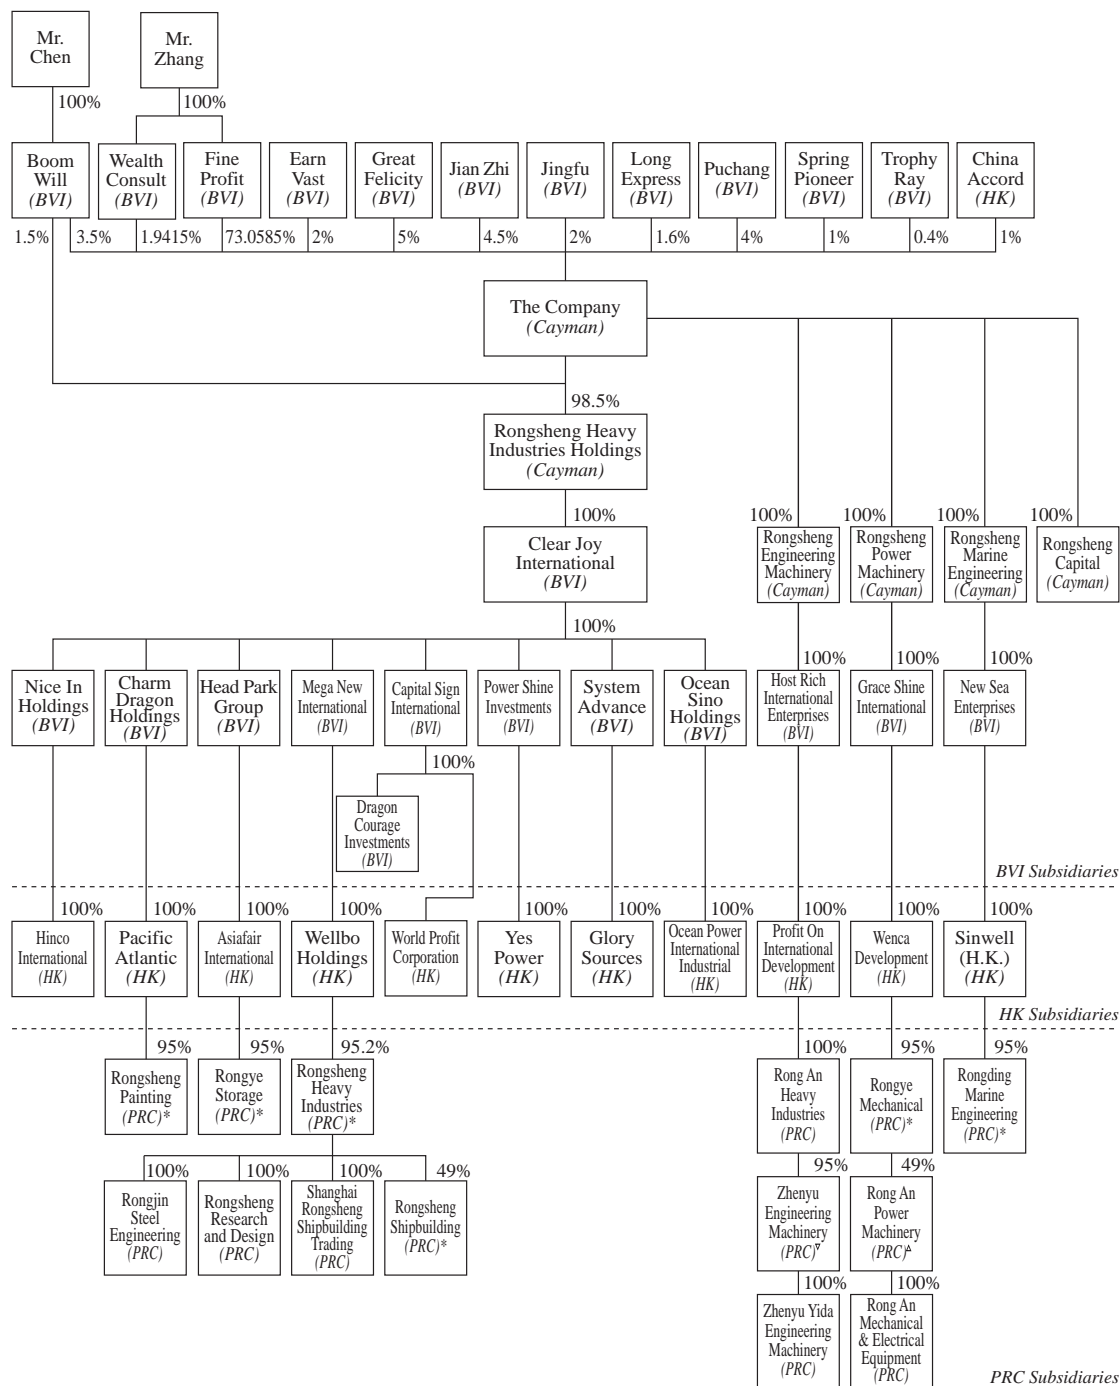 Mr.
Chen
Mr.
Zhang
100%
100%
Boom
Will
(BVI)
Wealth
Consult
(BVI)
Fine
Profit
(BVI)
Earn
Vast
(BVI)
Great
Felicity
(BVI)
Jian Zhi
(BVI)
Jingfu
(BVI)
Long
Express
(BVI)
Puchang
(BVI)
Spring
Pioneer
(BVI)
Trophy
Ray
(BVI)
China
Accord
(HK)
1.5%
3.5%
1.9415%
73.0585%
2%
5%
4.5%
2%
1.6%
4%
1%
0.4%
1%
The Company
(Cayman)
98.5%
Rongsheng Heavy
Industries Holdings
(Cayman)
100%
Clear Joy
International
(BVI)
100%
100%
Rongsheng
Engineering
Machinery
(Cayman)
100%
Rongsheng
Power
Machinery
(Cayman)
100%
Rongsheng
Marine
Engineering
(Cayman)
100%
Rongsheng
Capital
(Cayman)
Nice In
Holdings
(BVI)
Charm
Dragon
Holdings
(BVI)
Head Park
Group
(BVI)
Mega New
International
(BVI)
Capital Sign
International
(BVI)
Power Shine
Investments
(BVI)
System
Advance
(BVI)
Ocean
Sino
Holdings
(BVI)
100%
Host Rich
International
Enterprises
(BVI)
100%
Grace Shine
International
(BVI)
100%
New Sea
Enterprises
(BVI)
100%
Dragon
Courage
Investments
(BVI)
BVI Subsidiaries
100%
Hinco
International
(HK)
100%
Pacific
Atlantic
(HK)
100%
Asiafair
International
(HK)
100%
Wellbo
Holdings
(HK)
100%
World Profit
Corporation
(HK)
100%
Yes
Power
(HK)
100%
Glory
Sources
(HK)
100%
Ocean Power
International
Industrial
(HK)
100%
Profit On
International
Development
(HK)
100%
Wenca
Development
(HK)
100%
Sinwell
(H.K.)
(HK)
HK Subsidiaries
95%
Rongsheng
Painting
(PRC)*
95%
Rongye
Storage
(PRC)*
95.2%
Rongsheng
Heavy
Industries
(PRC)*
100%
Rong An
Heavy
Industries
(PRC)
95%
Rongye
Mechanical
(PRC)*
95%
Rongding
Marine
Engineering
(PRC)*
100%
Rongjin
Steel
Engineering
(PRC)
100%
Rongsheng
Research
and Design
(PRC)
100%
Shanghai
Rongsheng
Shipbuilding
Trading
(PRC)
49%
Rongsheng
Shipbuilding
(PRC)*
95%
Zhenyu
Engineering
Machinery
(PRC)∇
49%
Rong An
Power
Machinery
(PRC)△
100%
Zhenyu Yida
Engineering
Machinery
(PRC)
100%
Rong An
Mechanical
& Electrical
Equipment
(PRC)
PRC Subsidiaries